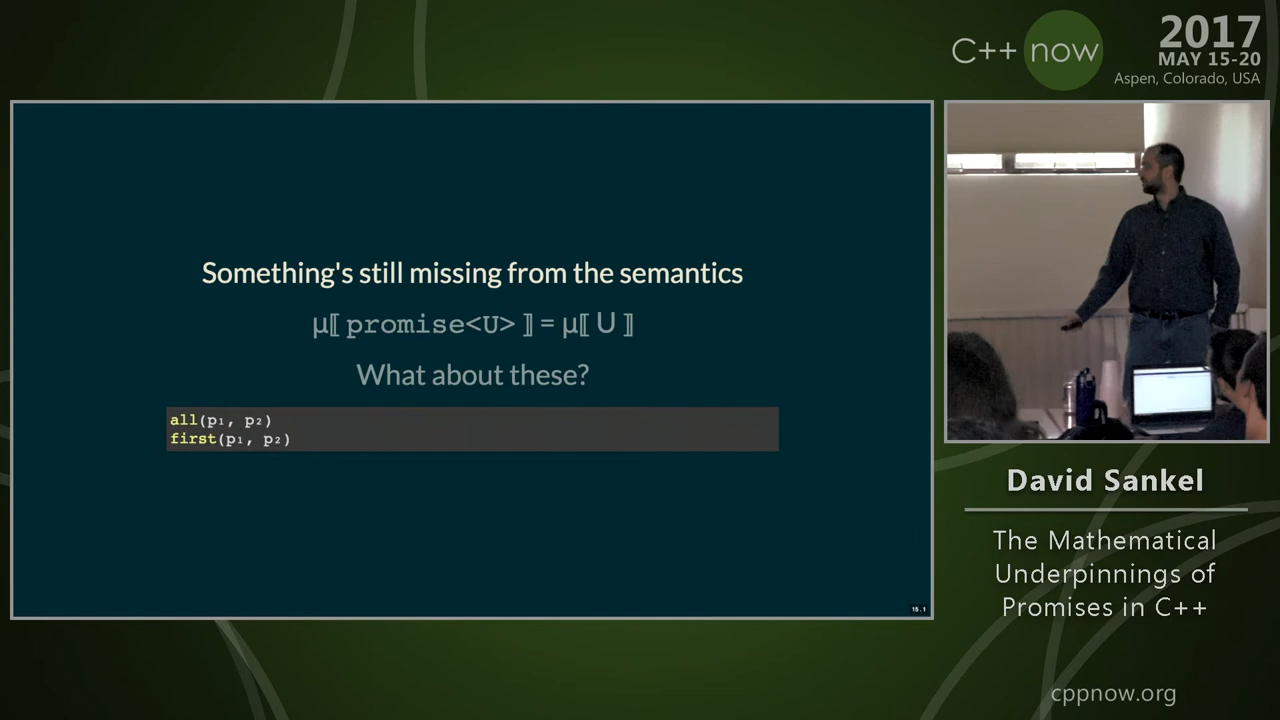 C++ now
2017
MAY 15-20
Aspen, Colorado, USA
Something's still missing from the semantics
μ⟦ promise<U> ⟧ = μ⟦ U ⟧
What about these?
all(p₁, p₂)
first(p₁, p₂)
15.1
David Sankel
The Mathematical
Underpinnings of
Promises in C++
cppnow.org